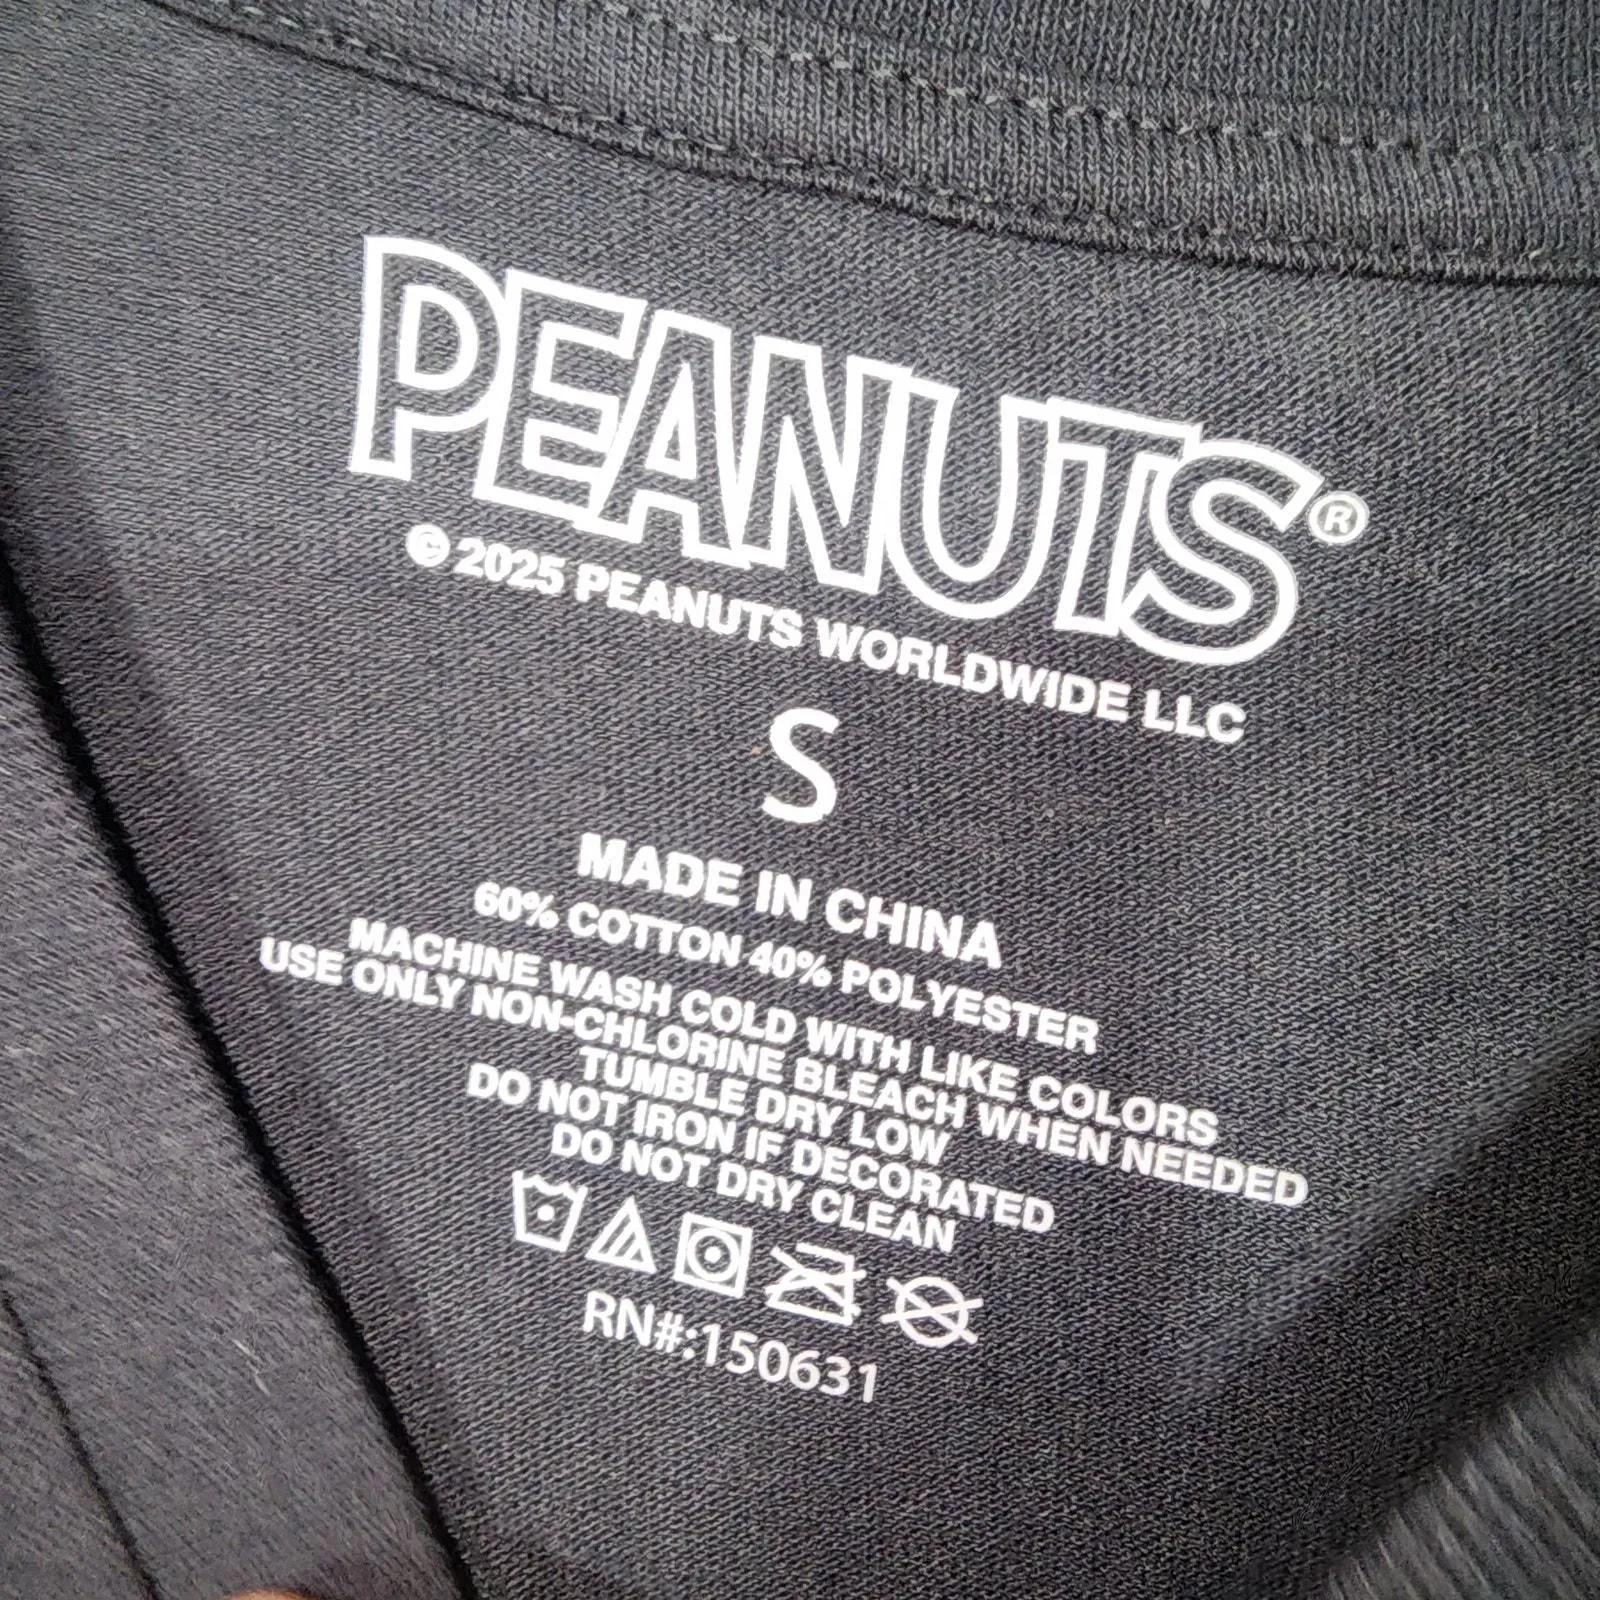 PEANUTS®
© 2025 PEANUTS WORLDWIDE LLC
S
MADE IN CHINA
60% COTTON 40% POLYESTER
MACHINE WASH COLD WITH LIKE COLORS
USE ONLY NON-CHLORINE BLEACH WHEN NEEDED
TUMBLE DRY LOW
DO NOT IRON IF DECORATED
DO NOT DRY CLEAN
RN#:150631